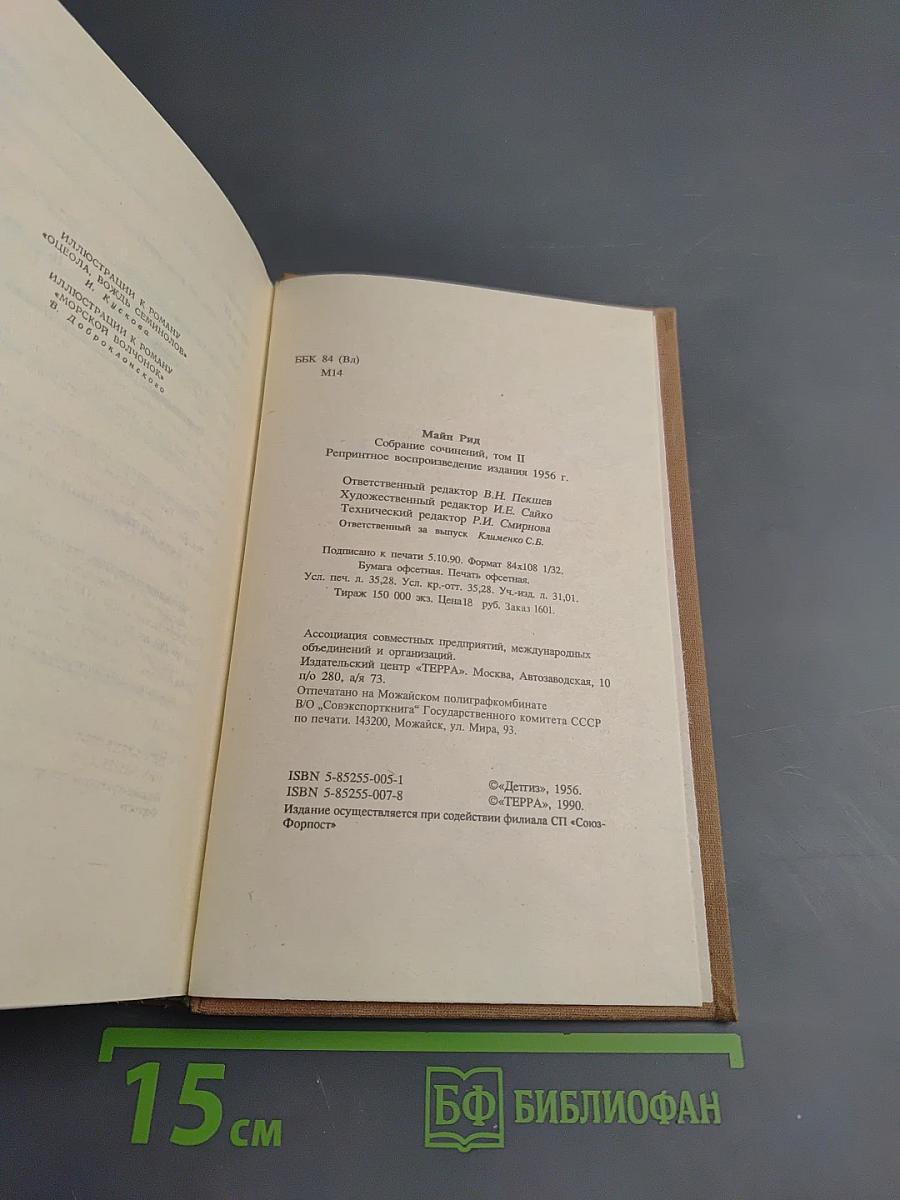 ИЛЛЮСТРАЦИИ К РОМАНУ
«ОЦЕОЛА, ВОЖДЬ СЕМИНОЛОВ»
И. Кускова
ИЛЛЮСТРАЦИИ К РОМАНУ
«МОРСКОЙ ВОЛЧОНОК»
В. Доброклонского
ББК 84 (Вл)
М14
Майн Рид
Собрание сочинений, том II
Репринтное воспроизведение издания 1956 г.
Ответственный редактор В.Н. Пекшев
Художественный редактор И.Е. Сайко
Технический редактор Р.И. Смирнова
Ответственный за выпуск Клименко С.Б.
Подписано к печати 5.10.90. Формат 84х108 1/32.
Бумага офсетная. Печать офсетная.
Усл. печ. л. 35,28. Усл. кр.-отт. 35,28. Уч.-изд. л. 31,01.
Тираж 150 000 экз. Цена18 руб. Заказ 1601.
Ассоциация совместных предприятий, международных
объединений и организаций.
Издательский центр «ТЕРРА». Москва, Автозаводская, 10
п/о 280, а/я 73.
Отпечатано на Можайском полиграфкомбинате
В/О „Совэкспорткнига“ Государственного комитета СССР
по печати. 143200, Можайск, ул. Мира, 93.
ISBN 5-85255-005-1
ISBN 5-85255-007-8
©«Детгиз», 1956.
©«ТЕРРА», 1990.
Издание осуществляется при содействии филиала СП «Союз-
Форпост»
15 см
БФ БИБЛИОФАН